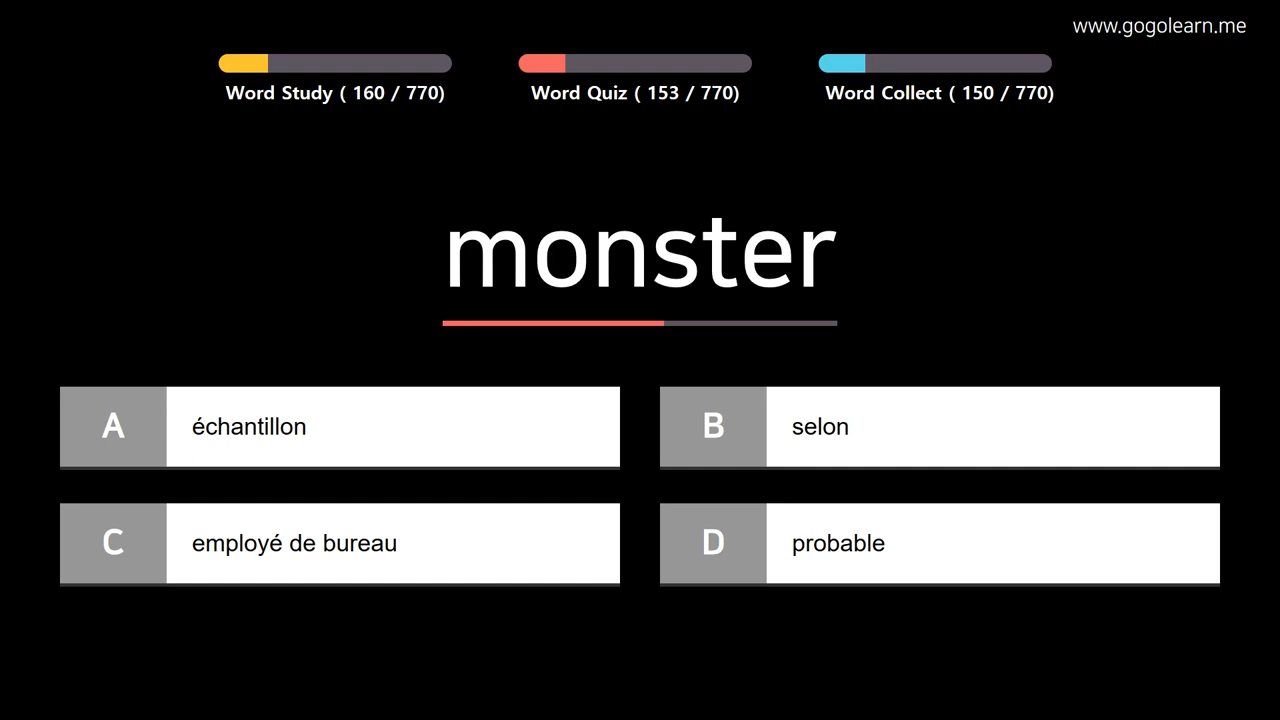 www.gogolearn.me
Word Study ( 160 / 770)
Word Quiz ( 153 / 770)
Word Collect ( 150 / 770)
monster
A
échantillon
B
selon
C
employé de bureau
D
probable